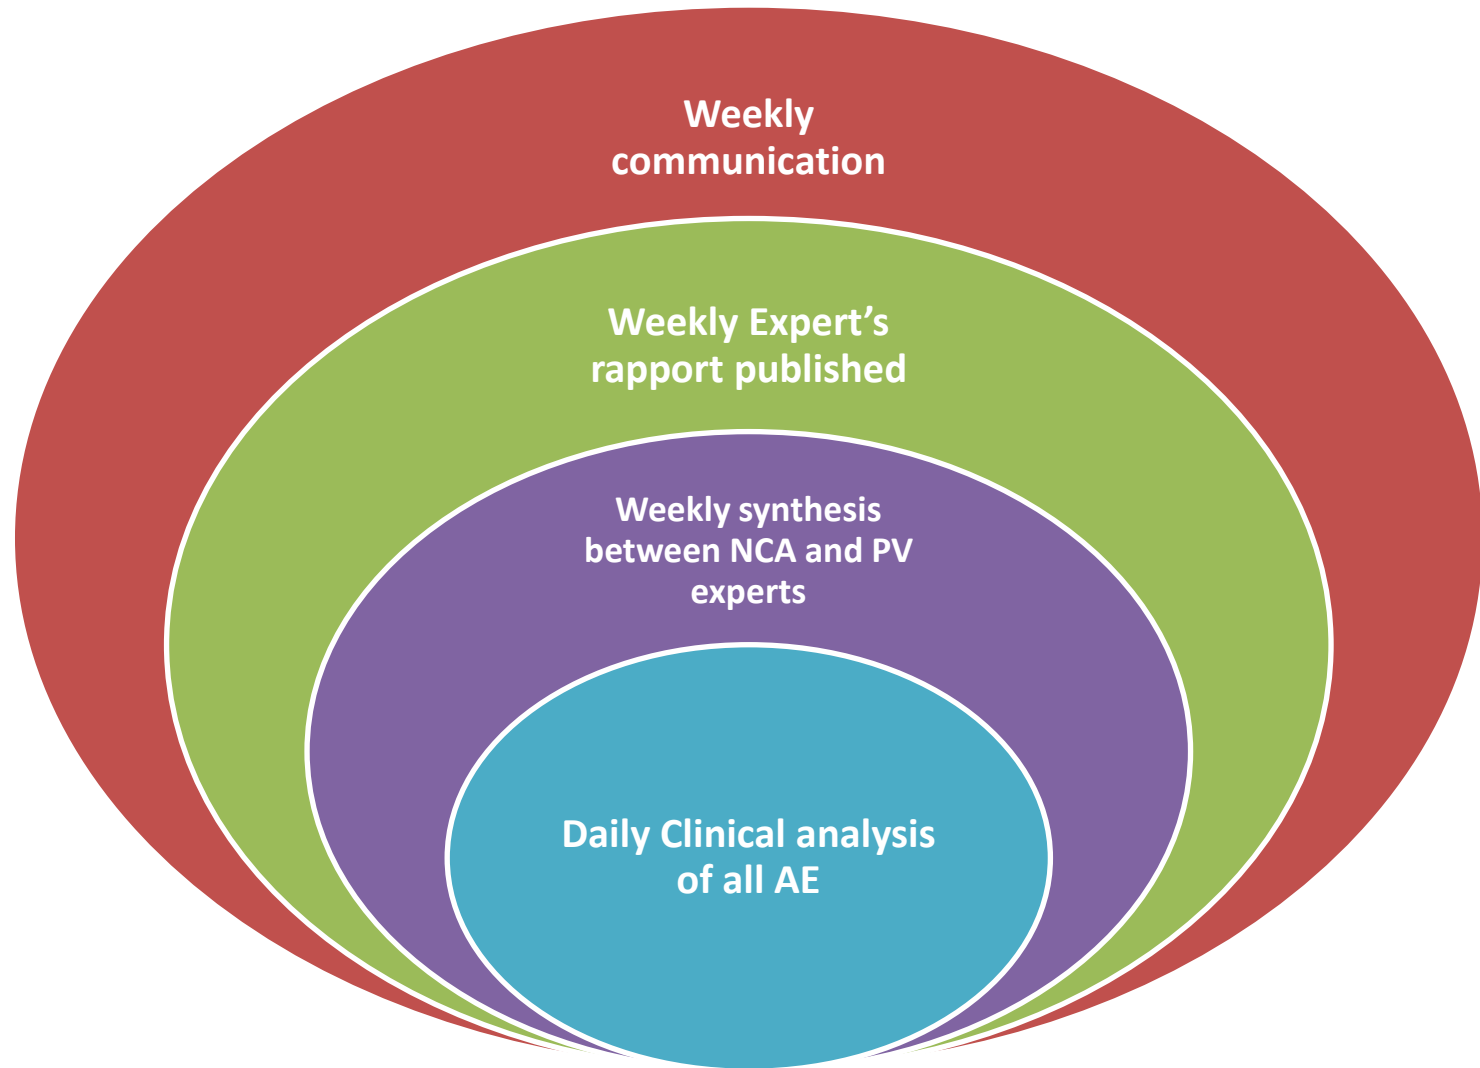 Weekly
communication
Weekly Expert’s
rapport published
Weekly synthesis
between NCA and PV
experts
Daily Clinical analysis
of all AE